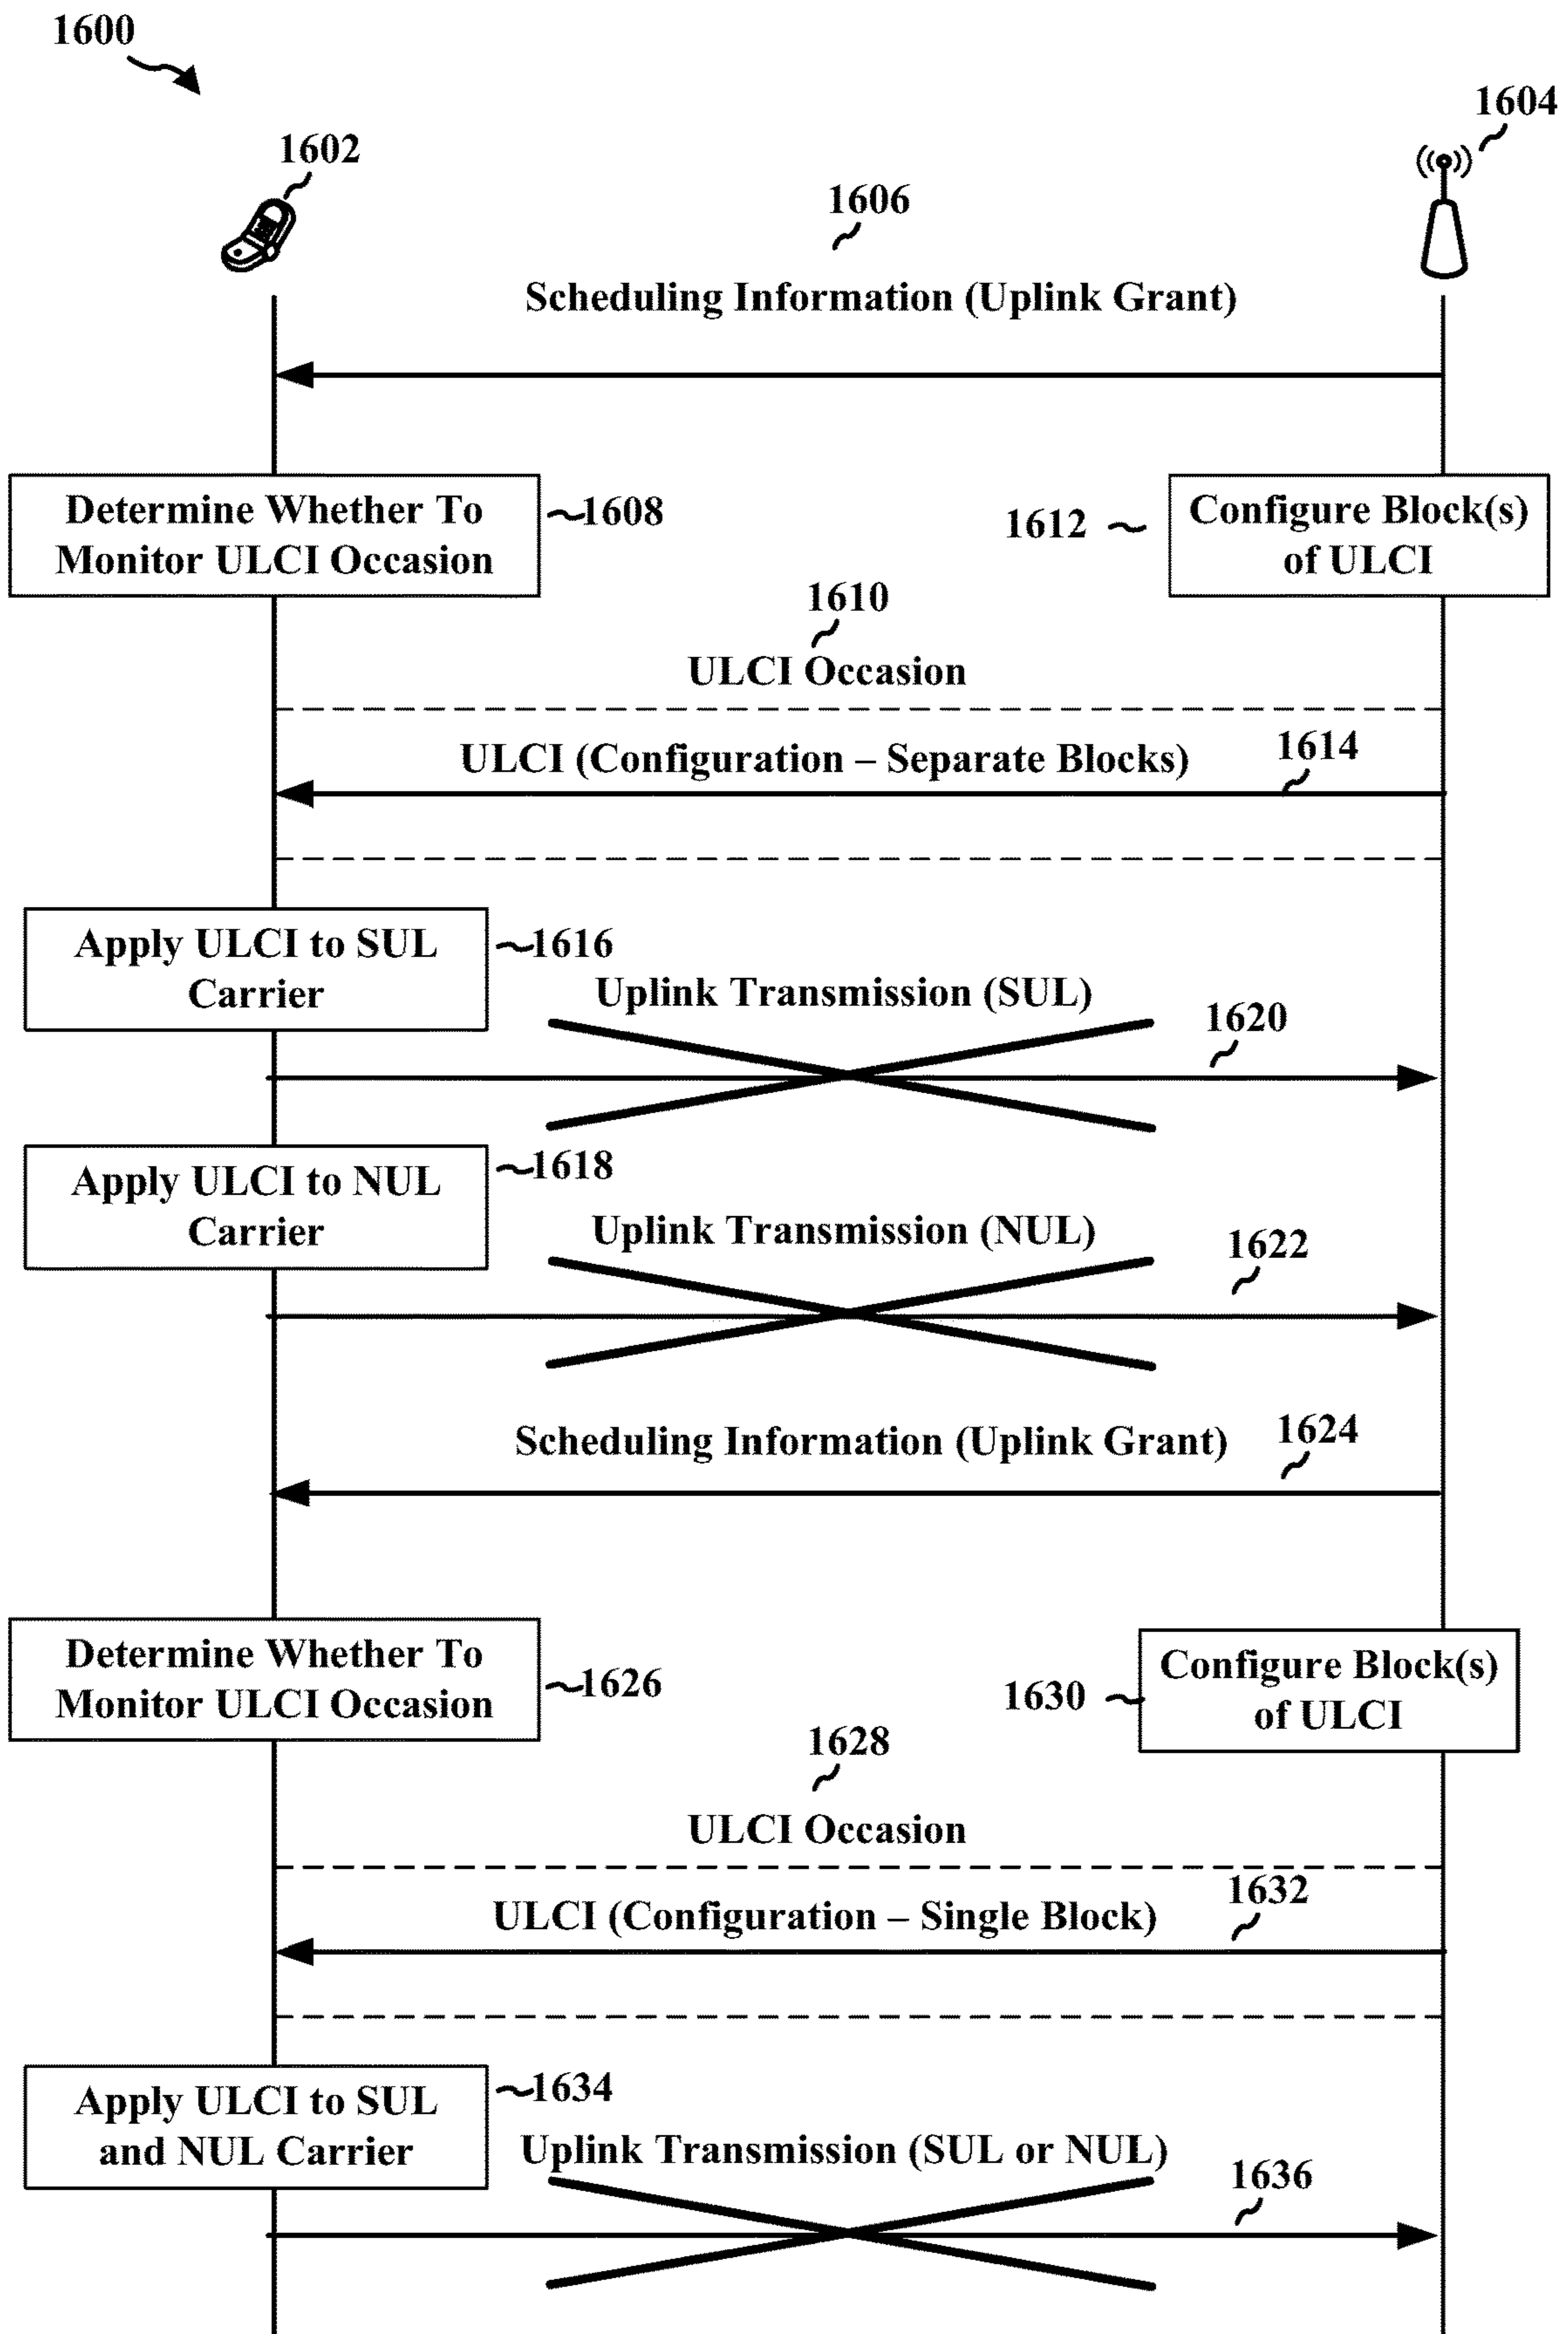 1600
1604
1602
1606
Scheduling Information (Uplink Grant)
Determine Whether To
Monitor ULCI Occasion
1608
1612
Configure Block(s)
of ULCI
1610
ULCI Occasion
ULCI (Configuration – Separate Blocks)
1614
Apply ULCI to SUL
Carrier
1616
Uplink Transmission (SUL)
1620
Apply ULCI to NUL
Carrier
1618
Uplink Transmission (NUL)
1622
Scheduling Information (Uplink Grant)
1624
Determine Whether To
Monitor ULCI Occasion
1626
1630
Configure Block(s)
of ULCI
1628
ULCI Occasion
1632
ULCI (Configuration – Single Block)
Apply ULCI to SUL
and NUL Carrier
1634
Uplink Transmission (SUL or NUL)
1636